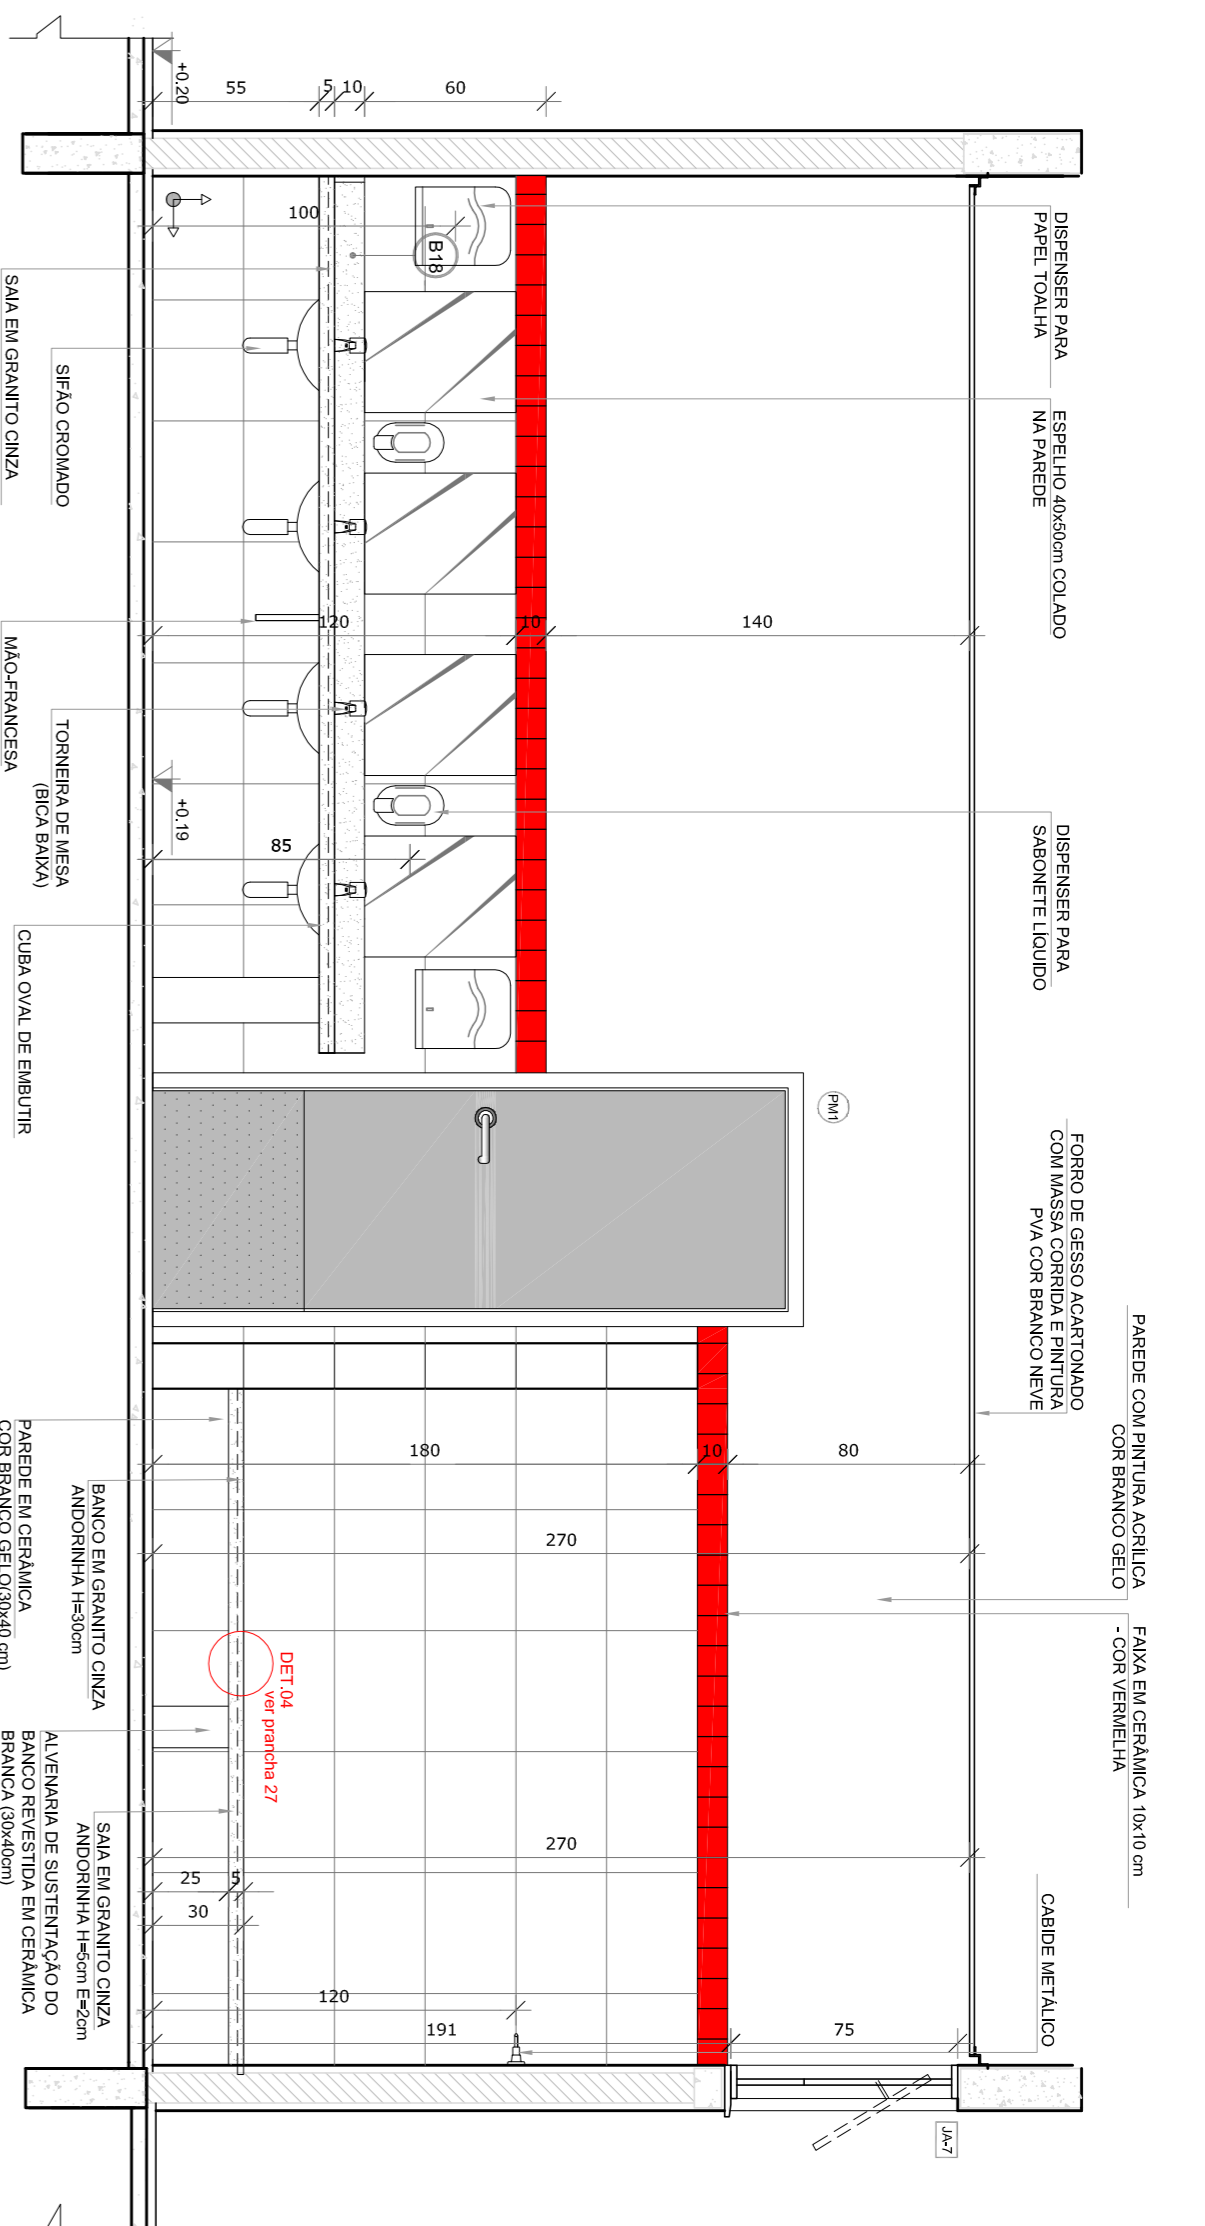 DISPENSER PARA
PAPEL TOALHA
ESPELHO 40x50cm COLADO
NA PAREDE
DISPENSER PARA
SABONETE LÍQUIDO
FORRO DE GESSO ACARTONADO
COM MASSA CORRIDA E PINTURA
PVA COR BRANCO NEVE
PAREDE COM PINTURA ACRÍLICA
COR BRANCO GELO
FAIXA EM CERÂMICA 10x10 cm
- COR VERMELHA
CABIDE METÁLICO
PM1
JA-7
B18
60
10
5
55
100
140
10
120
85
80
10
180
270
270
25
5
30
120
191
75
+0.20
+0.19
DET.04
ver prancha 27
SAIA EM GRANITO CINZA
SIFÃO CROMADO
MÃO-FRANCESA
TORNEIRA DE MESA
(BICA BAIXA)
CUBA OVAL DE EMBUTIR
PAREDE EM CERÂMICA
COR BRANCO GELO(30x40 cm)
BANCO EM GRANITO CINZA
ANDORINHA H=30cm
ALVENARIA DE SUSTENTAÇÃO DO
BANCO REVESTIDA EM CERÂMICA
BRANCA (30x40cm)
SAIA EM GRANITO CINZA
ANDORINHA H=5cm E=2cm